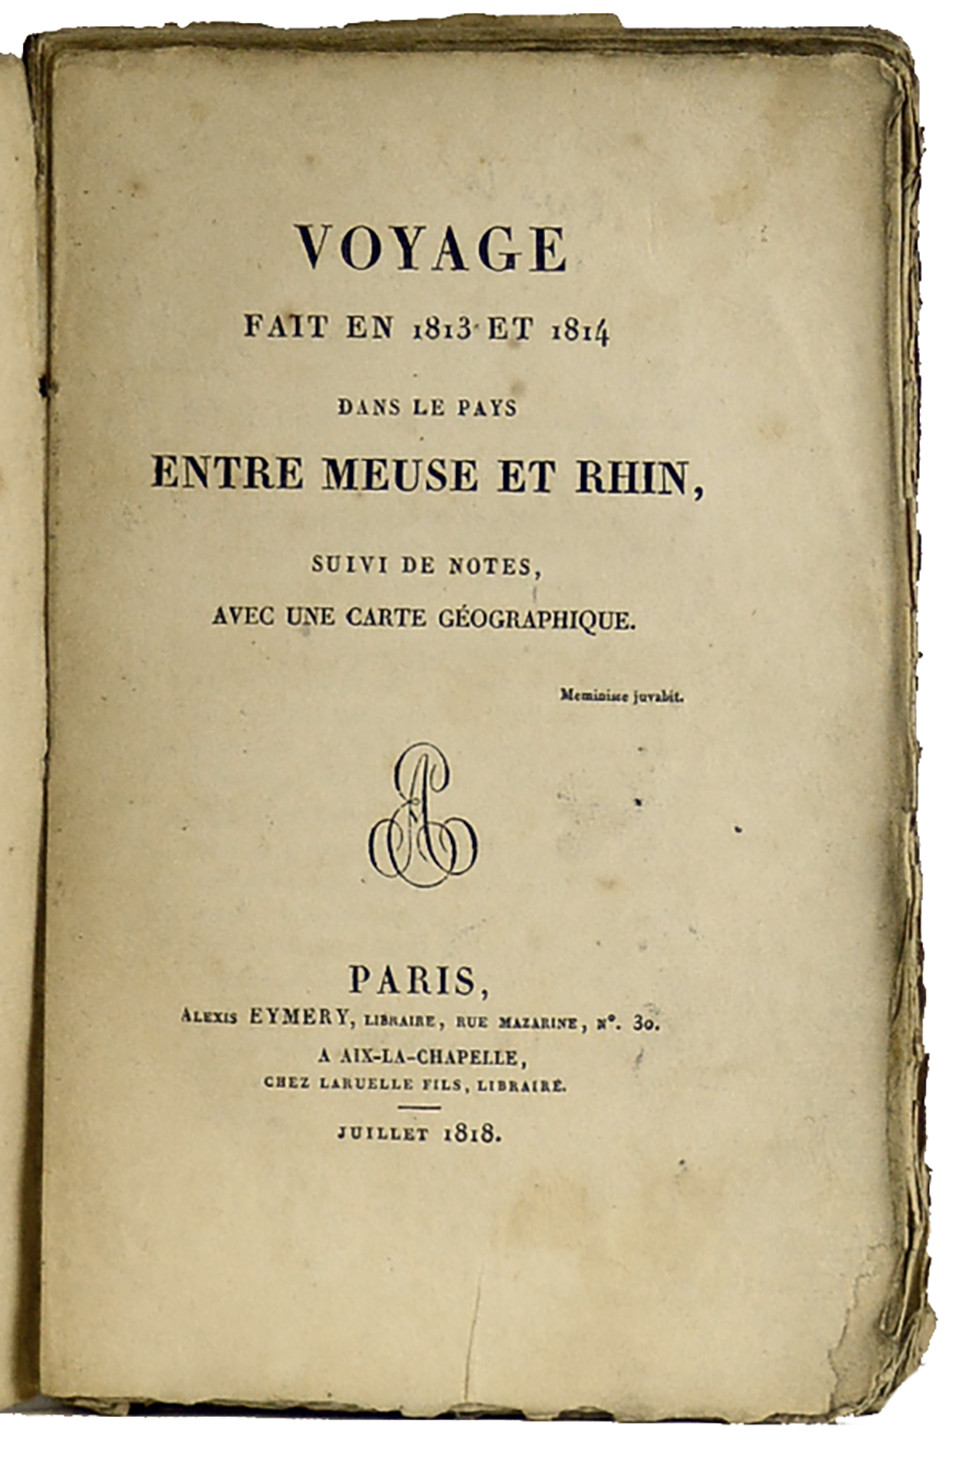 VOYAGE
FAIT EN 1813 ET 1814
DANS LE PAYS
ENTRE MEUSE ET RHIN,
SUIVI DE NOTES,
AVEC UNE CARTE GÉOGRAPHIQUE.
Meminisse juvabit.
PARIS,
ALEXIS EYMERY, LIBRAIRE, RUE MAZARINE, N°. 30.
A AIX-LA-CHAPELLE,
CHEZ LARUELLE FILS, LIBRAIRE.
JUILLET 1818.